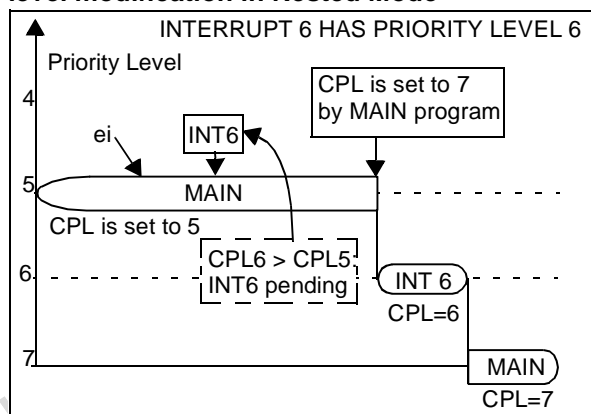 level modification in Nested Mode
INTERRUPT 6 HAS PRIORITY LEVEL 6
Priority Level
CPL is set to 7
by MAIN program
4
ei
INT6
5
MAIN
CPL is set to 5
CPL6 > CPL5:
INT6 pending
6
INT 6
CPL=6
7
MAIN
CPL=7